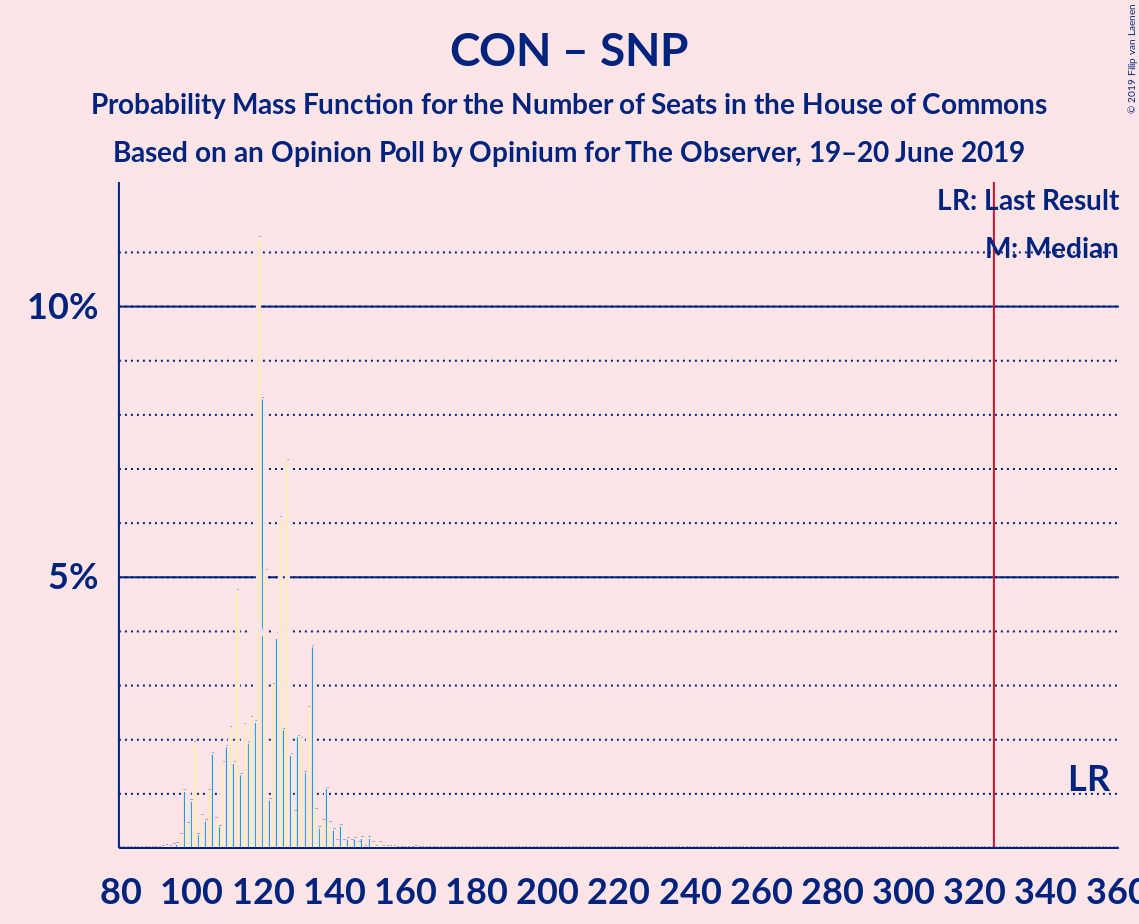 CON – SNP
Probability Mass Function for the Number of Seats in the House of Commons
Based on an Opinion Poll by Opinium for The Observer, 19–20 June 2019
© 2019 Filip van Laenen
LR: Last Result
M: Median
10%
5%
LR
80 100 120 140 160 180 200 220 240 260 280 300 320 340 360